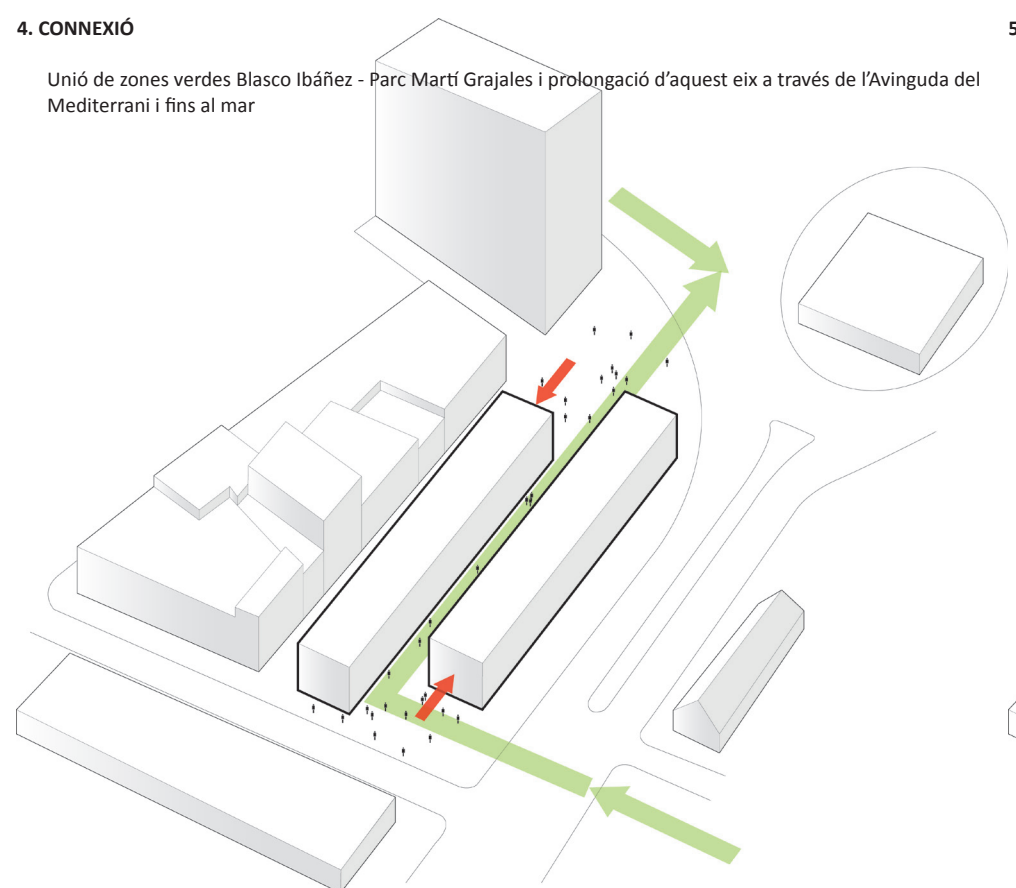 4. CONNEXIÓ
5
Unió de zones verdes Blasco Ibáñez - Parc Martí Grajales i prolongació d'aquest eix a través de l'Avinguda del
Mediterrani i fins al mar